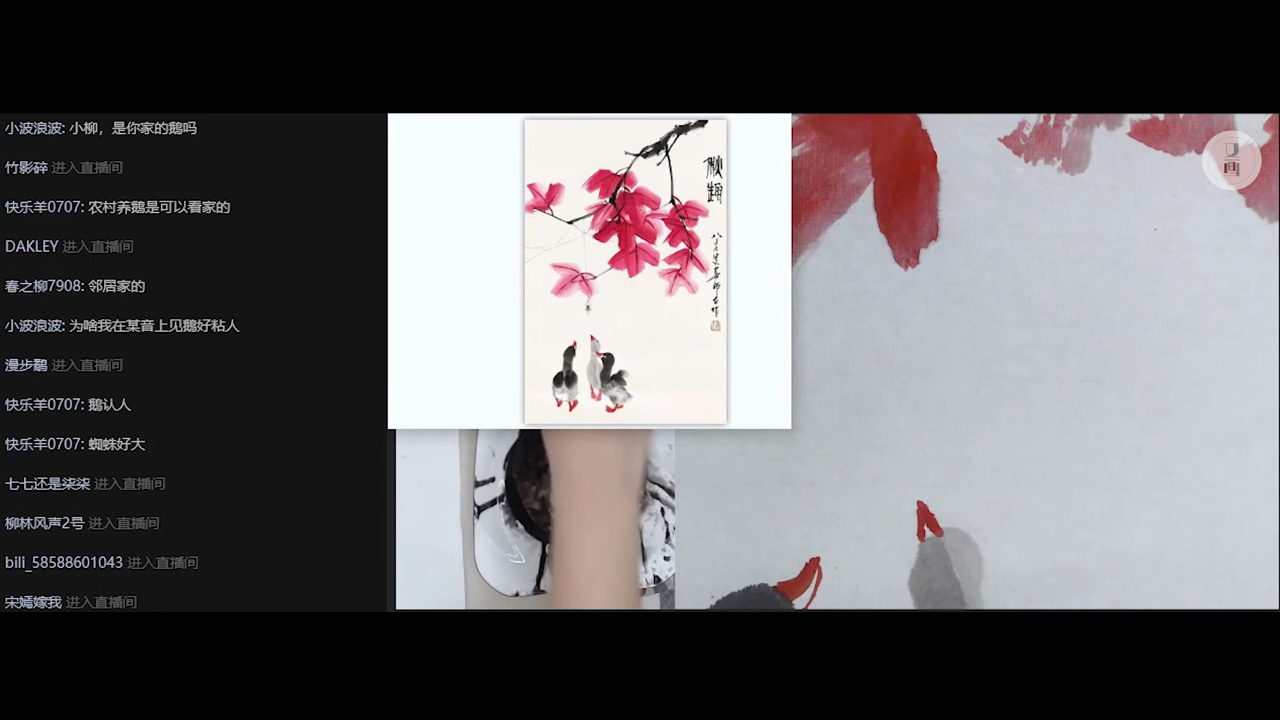 小波浪波: 小柳，是你家的鹅吗
竹影碎 进入直播间
快乐羊0707: 农村养鹅是可以看家的
DAKLEY 进入直播间
春之柳7908: 邻居家的
小波浪波: 为啥我在某音上见鹅好粘人
漫步鹬 进入直播间
快乐羊0707: 鹅认人
快乐羊0707: 蜘蛛好大
七七还是柒柒 进入直播间
柳林风声2号 进入直播间
bili_58588601043 进入直播间
宋嫣嫁我 进入直播间